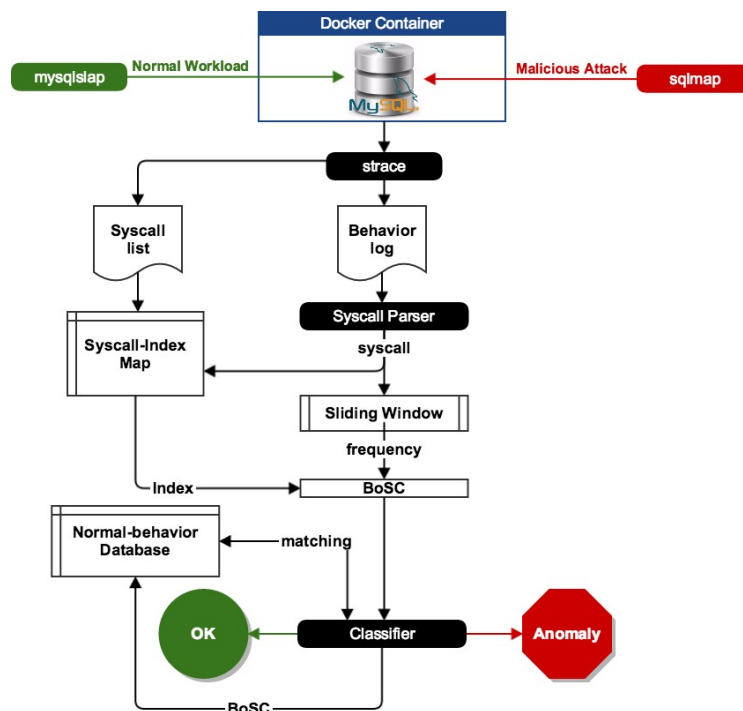 Docker Container
mysqlslap
Normal Workload
Malicious Attack
sqlmap
MySQL
strace
Syscall
list
Behavior
log
Syscall Parser
Syscall-Index
Map
syscall
Sliding Window
frequency
Index
BoSC
Normal-behavior
Database
matching
OK
Classifier
Anomaly
BoSC